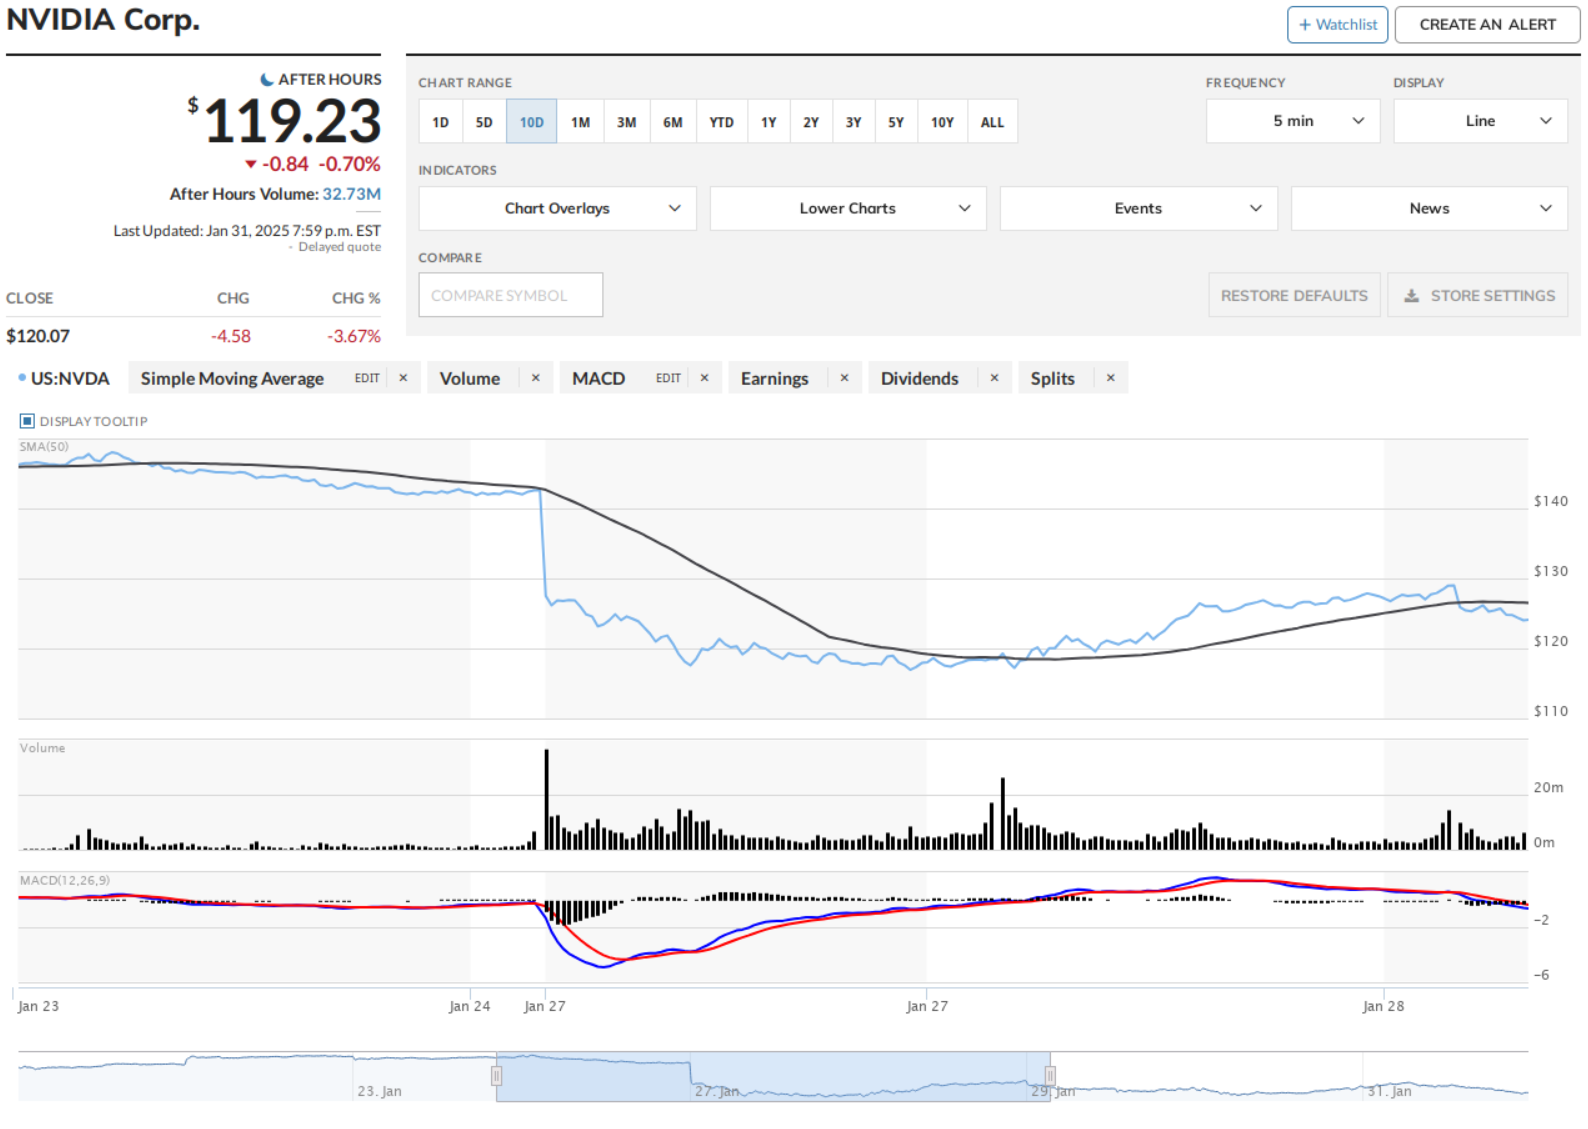 NVIDIA Corp.
+ Watchlist
CREATE AN ALERT
AFTER HOURS
$119.23
-0.84 -0.70%
After Hours Volume: 32.73M
Last Updated: Jan 31, 2025 7:59 p.m. EST
Delayed quote
CLOSE CHG CHG %
$120.07 -4.58 -3.67%
CHART RANGE
1D 5D 10D 1M 3M 6M YTD 1Y 2Y 3Y 5Y 10Y ALL
FREQUENCY
5 min
DISPLAY
Line
INDICATORS
Chart Overlays
Lower Charts
Events
News
COMPARE
COMPARE SYMBOL
RESTORE DEFAULTS
STORE SETTINGS
US:NVDA
Simple Moving Average EDIT ×
Volume ×
MACD EDIT ×
Earnings ×
Dividends ×
Splits ×
DISPLAY TOOLTIP
SMA(50)
$140
$130
$120
$110
Volume
20m
0m
MACD(12,26,9)
-2
-6
Jan 23 Jan 24 Jan 27 Jan 27 Jan 28
23. Jan 27. Jan 29. Jan 31. Jan